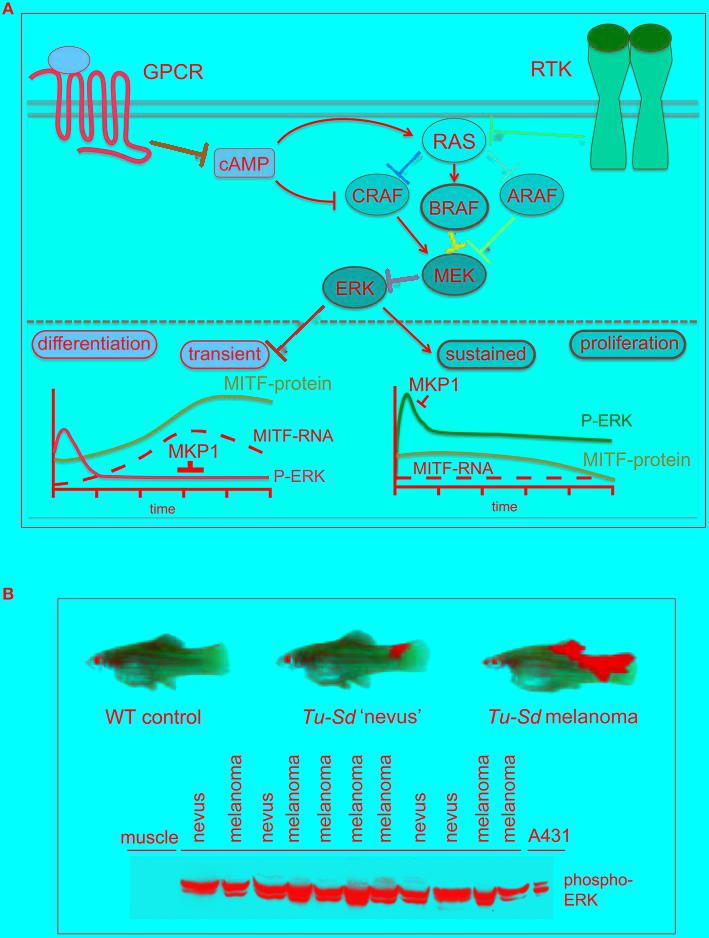 A
GPCR
RTK
RAS
cAMP
CRAF
BRAF
ARAF
MEK
ERK
differentiation
transient
sustained
proliferation
MITF-protein
MITF-RNA
MKP1
P-ERK
time
MKP1
P-ERK
MITF-protein
MITF-RNA
time
B
WT control
Tu-Sd ‘nevus’
Tu-Sd melanoma
muscle
nevus
melanoma
nevus
melanoma
melanoma
melanoma
melanoma
nevus
nevus
melanoma
melanoma
A431
phospho-
ERK